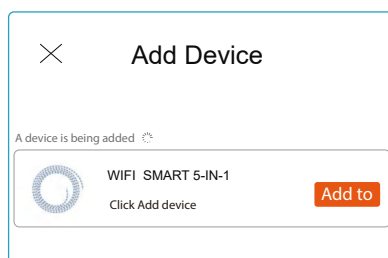 Add Device
A device is being added
WIFI SMART 5-IN-1
Click Add device
Add to